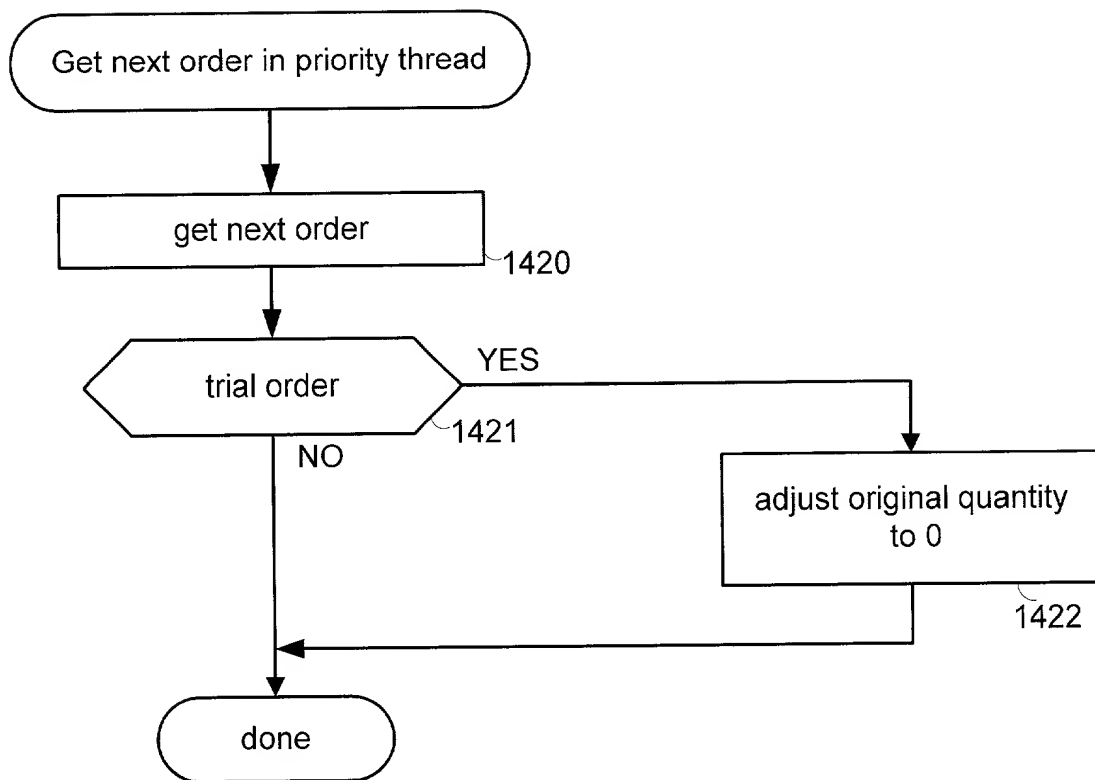 Get next order in priority thread
get next order
1420
trial order
YES
1421
NO
adjust original quantity
to 0
1422
done